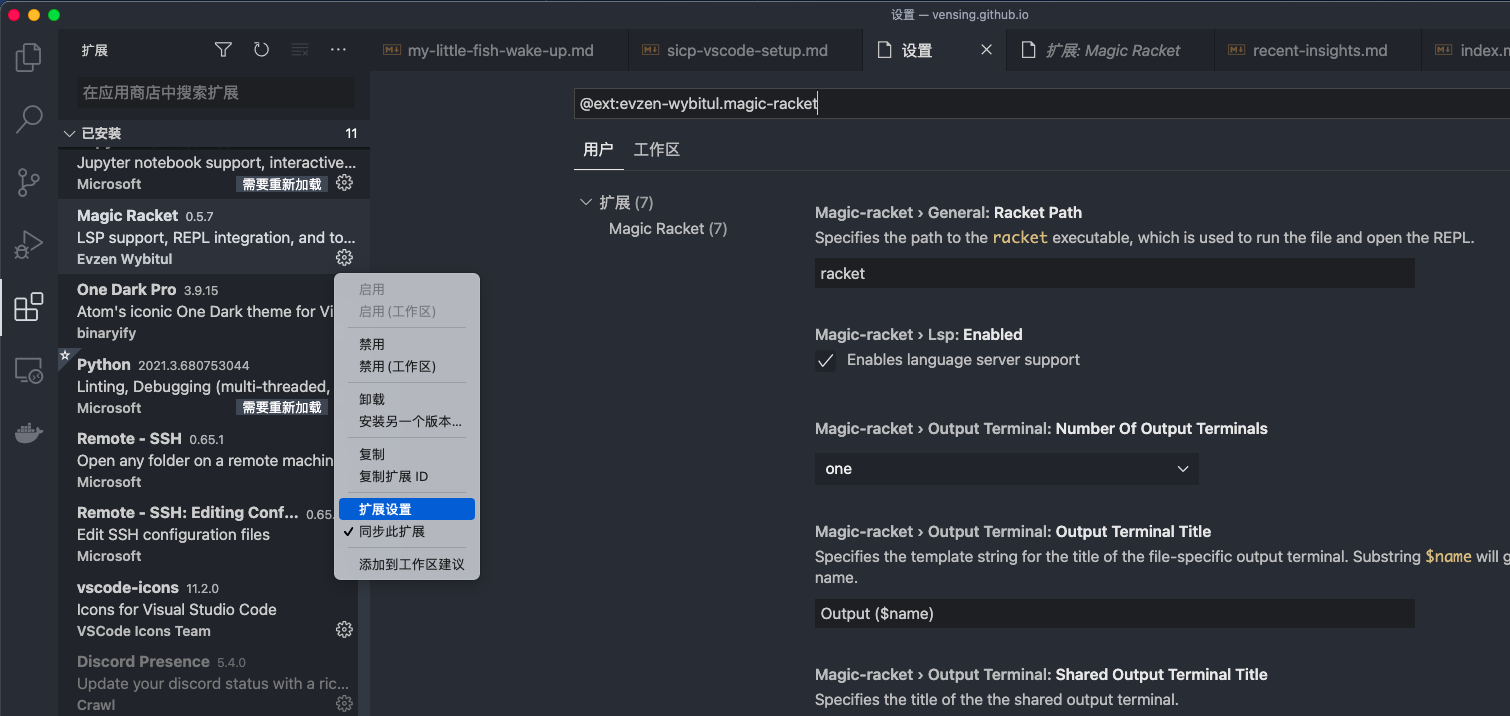 设置 — vensing.github.io
扩展
my-little-fish-wake-up.md
sicp-vscode-setup.md
设置
扩展: Magic Racket
recent-insights.md
在应用商店中搜索扩展
已安装 11
Jupyter notebook support, interactive...
Microsoft 需要重新加载
Magic Racket 0.5.7
LSP support, REPL integration, and to...
Evzen Wybitul
One Dark Pro 3.9.15
Atom's iconic One Dark theme for Vi
binaryify
Python 2021.3.680753044
Linting, Debugging (multi-threaded,
Microsoft 需要重新加载
Remote - SSH 0.65.1
Open any folder on a remote machin
Microsoft
Remote - SSH: Editing Conf... 0.65.
Edit SSH configuration files
Microsoft
vscode-icons 11.2.0
Icons for Visual Studio Code
VSCode Icons Team
Discord Presence 5.4.0
Update your discord status with a ric...
Crawl
启用
启用 (工作区)
禁用
禁用 (工作区)
卸载
安装另一个版本...
复制
复制扩展 ID
扩展设置
同步此扩展
添加到工作区建议
@ext:evzen-wybitul.magic-racket
用户 工作区
扩展 (7)
Magic Racket (7)
Magic-racket › General: Racket Path
Specifies the path to the racket executable, which is used to run the file and open the REPL.
racket
Magic-racket › Lsp: Enabled
Enables language server support
Magic-racket › Output Terminal: Number Of Output Terminals
one
Magic-racket › Output Terminal: Output Terminal Title
Specifies the template string for the title of the file-specific output terminal. Substring $name will g
name.
Output ($name)
Magic-racket › Output Terminal: Shared Output Terminal Title
Specifies the title of the the shared output terminal.